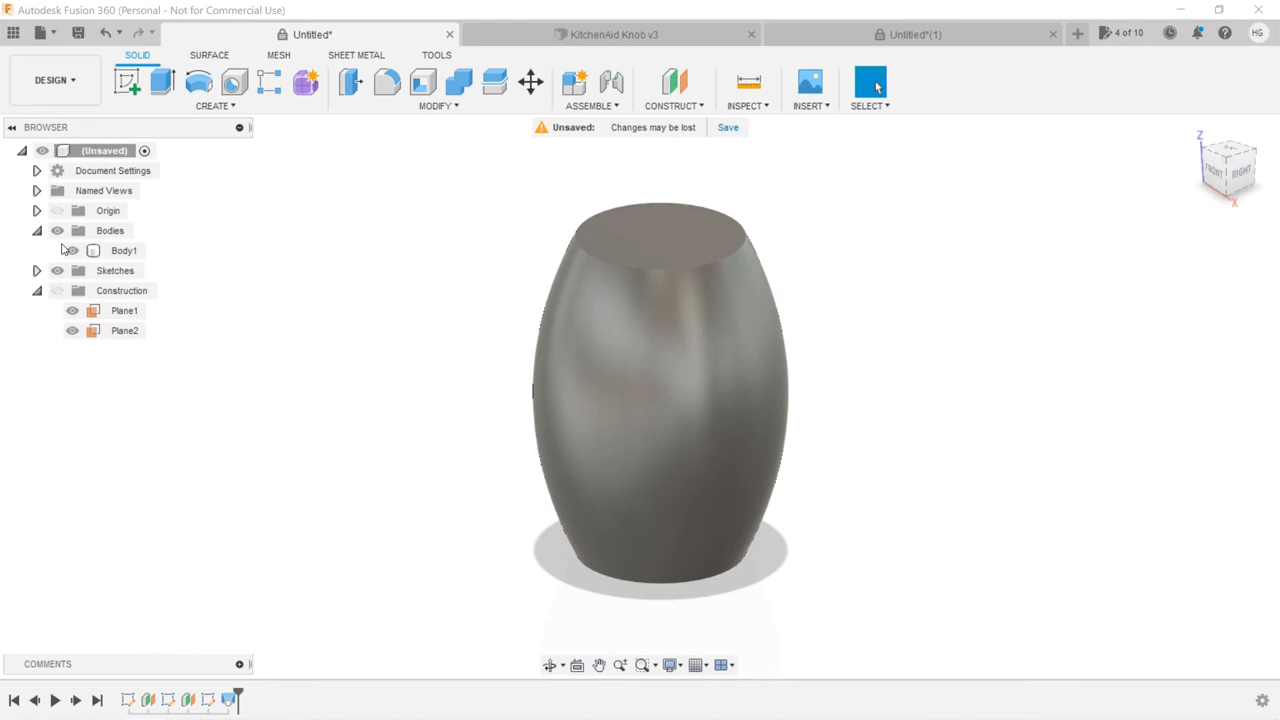 Autodesk Fusion 360 (Personal - Not for Commercial Use)
Untitled*
KitchenAid Knob v3
Untitled*(1)
4 of 10
HG
DESIGN
SOLID
SURFACE
MESH
SHEET METAL
TOOLS
CREATE
MODIFY
ASSEMBLE
CONSTRUCT
INSPECT
INSERT
SELECT
BROWSER
Unsaved: Changes may be lost
Save
(Unsaved)
Document Settings
Named Views
Origin
Bodies
Body1
Sketches
Construction
Plane1
Plane2
Z
FRONT
RIGHT
X
COMMENTS